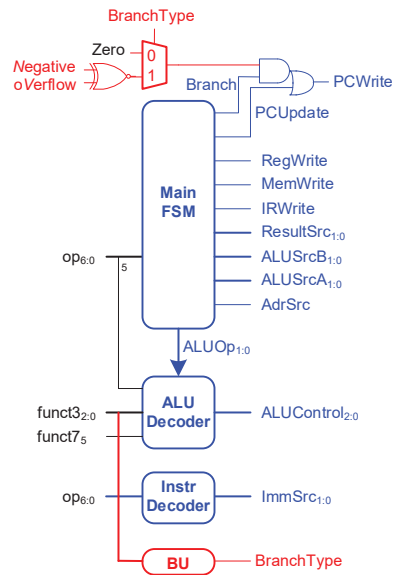 BranchType
Zero
0
Negative
oVerflow
1
PCWrite
Branch
PCUpdate
Main
FSM
RegWrite
MemWrite
IRWrite
ResultSrc1:0
op6:0
5
ALUSrcB1:0
ALUSrcA1:0
AdrSrc
ALUOp1:0
funct32:0
ALU
Decoder
ALUControl2:0
funct75
op6:0
Instr
Decoder
ImmSrc1:0
BU
BranchType